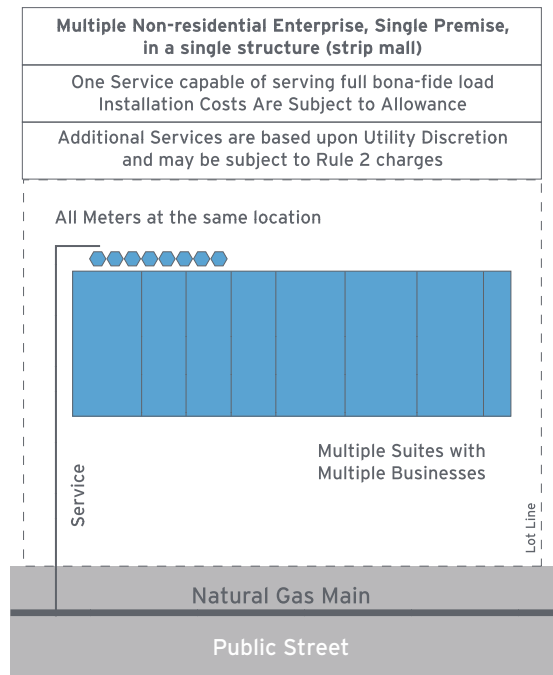 Multiple Non-residential Enterprise, Single Premise,
in a single structure (strip mall)
One Service capable of serving full bona-fide load
Installation Costs Are Subject to Allowance
Additional Services are based upon Utility Discretion
and may be subject to Rule 2 charges
All Meters at the same location
Multiple Suites with
Multiple Businesses
Service
Lot Line
Natural Gas Main
Public Street